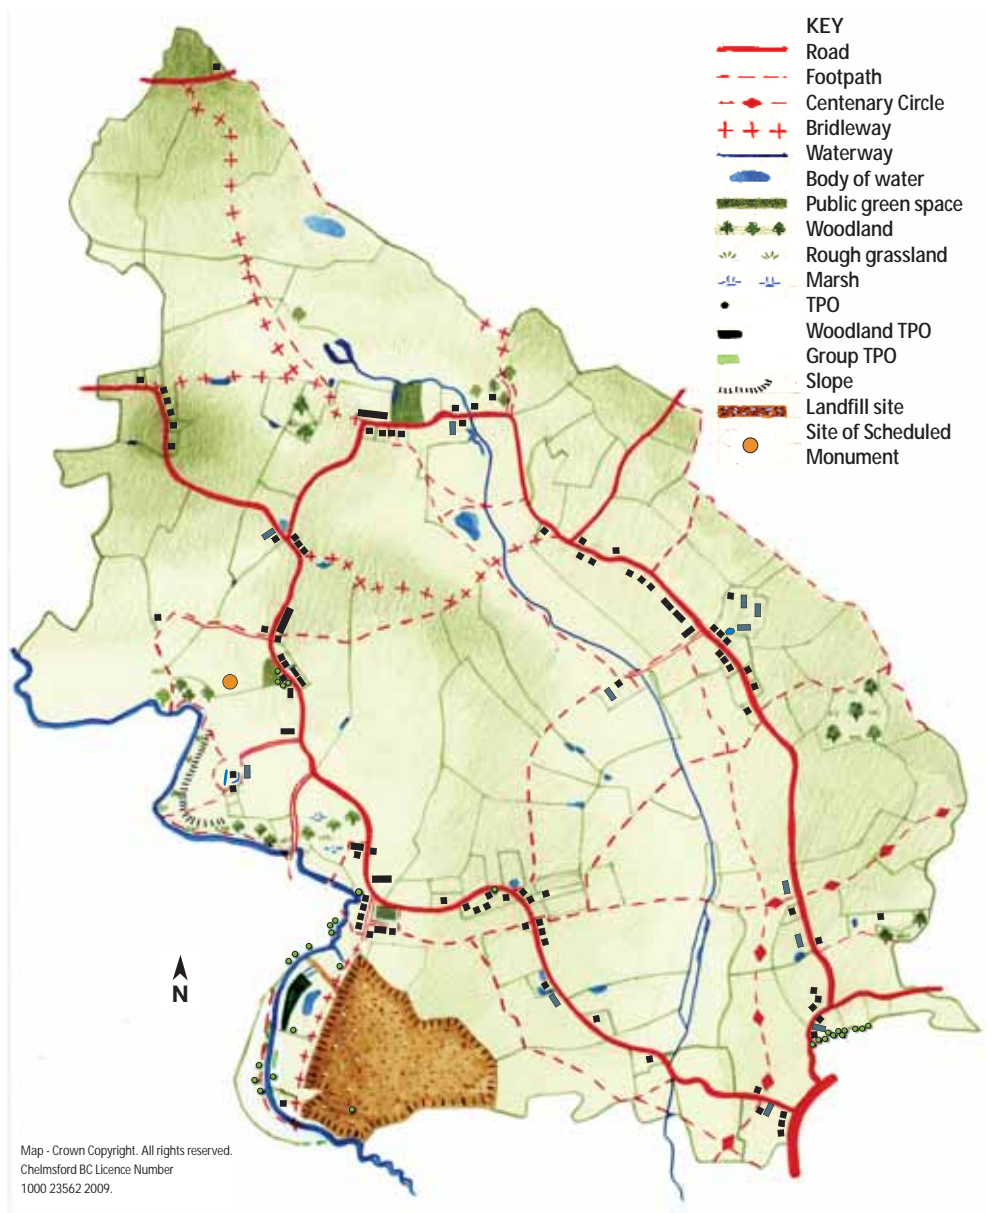 KEY
Road
Footpath
Centenary Circle
Bridleway
Waterway
Body of water
Public green space
Woodland
Rough grassland
Marsh
TPO
Woodland TPO
Group TPO
Slope
Landfill site
Site of Scheduled
Monument
N
Map - Crown Copyright. All rights reserved.
Chelmsford BC Licence Number
1000 23562 2009.